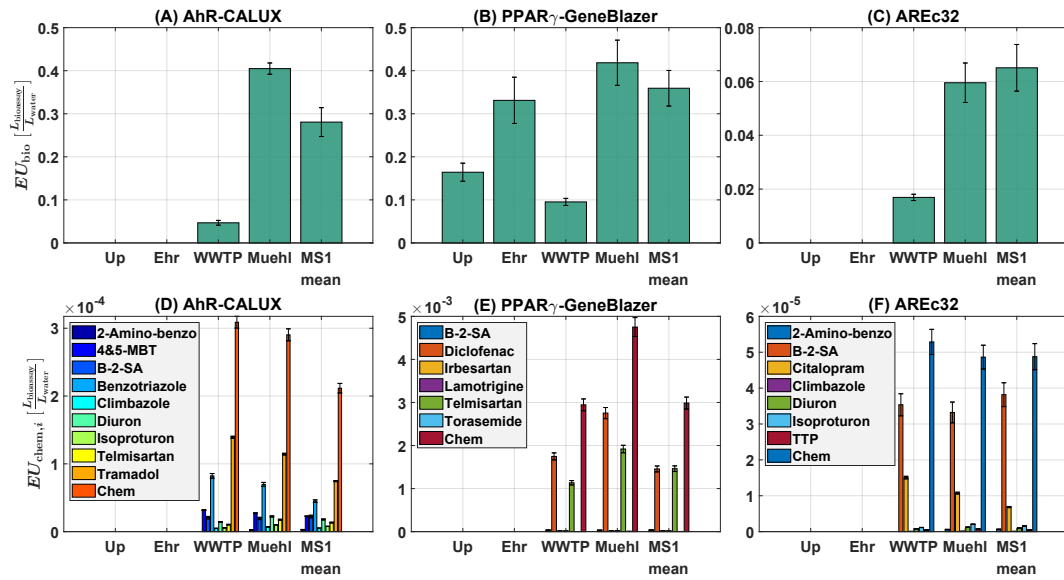 (A) AhR-CALUX
(B) PPARγ-GeneBlazer
(C) AREc32
EU_bio [L_bioassay/L_water]
0.5
0.4
0.3
0.2
0.1
0
Up Ehr WWTP Muehl MS1
mean
0.5
0.4
0.3
0.2
0.1
0
Up Ehr WWTP Muehl MS1
mean
0.08
0.06
0.04
0.02
0
Up Ehr WWTP Muehl MS1
mean
(D) AhR-CALUX
×10⁻⁴
EU_chem,i [L_bioassay/L_water]
3
2
1
0
2-Amino-benzo
4&5-MBT
B-2-SA
Benzotriazole
Climbazole
Diuron
Isoproturon
Telmisartan
Tramadol
Chem
Up Ehr WWTP Muehl MS1
mean
(E) PPARγ-GeneBlazer
×10⁻³
5
4
3
2
1
0
B-2-SA
Diclofenac
Irbesartan
Lamotrigine
Telmisartan
Torasemide
Chem
Up Ehr WWTP Muehl MS1
mean
(F) AREc32
×10⁻⁵
6
5
4
3
2
1
0
2-Amino-benzo
B-2-SA
Citalopram
Climbazole
Diuron
Isoproturon
TTP
Chem
Up Ehr WWTP Muehl MS1
mean